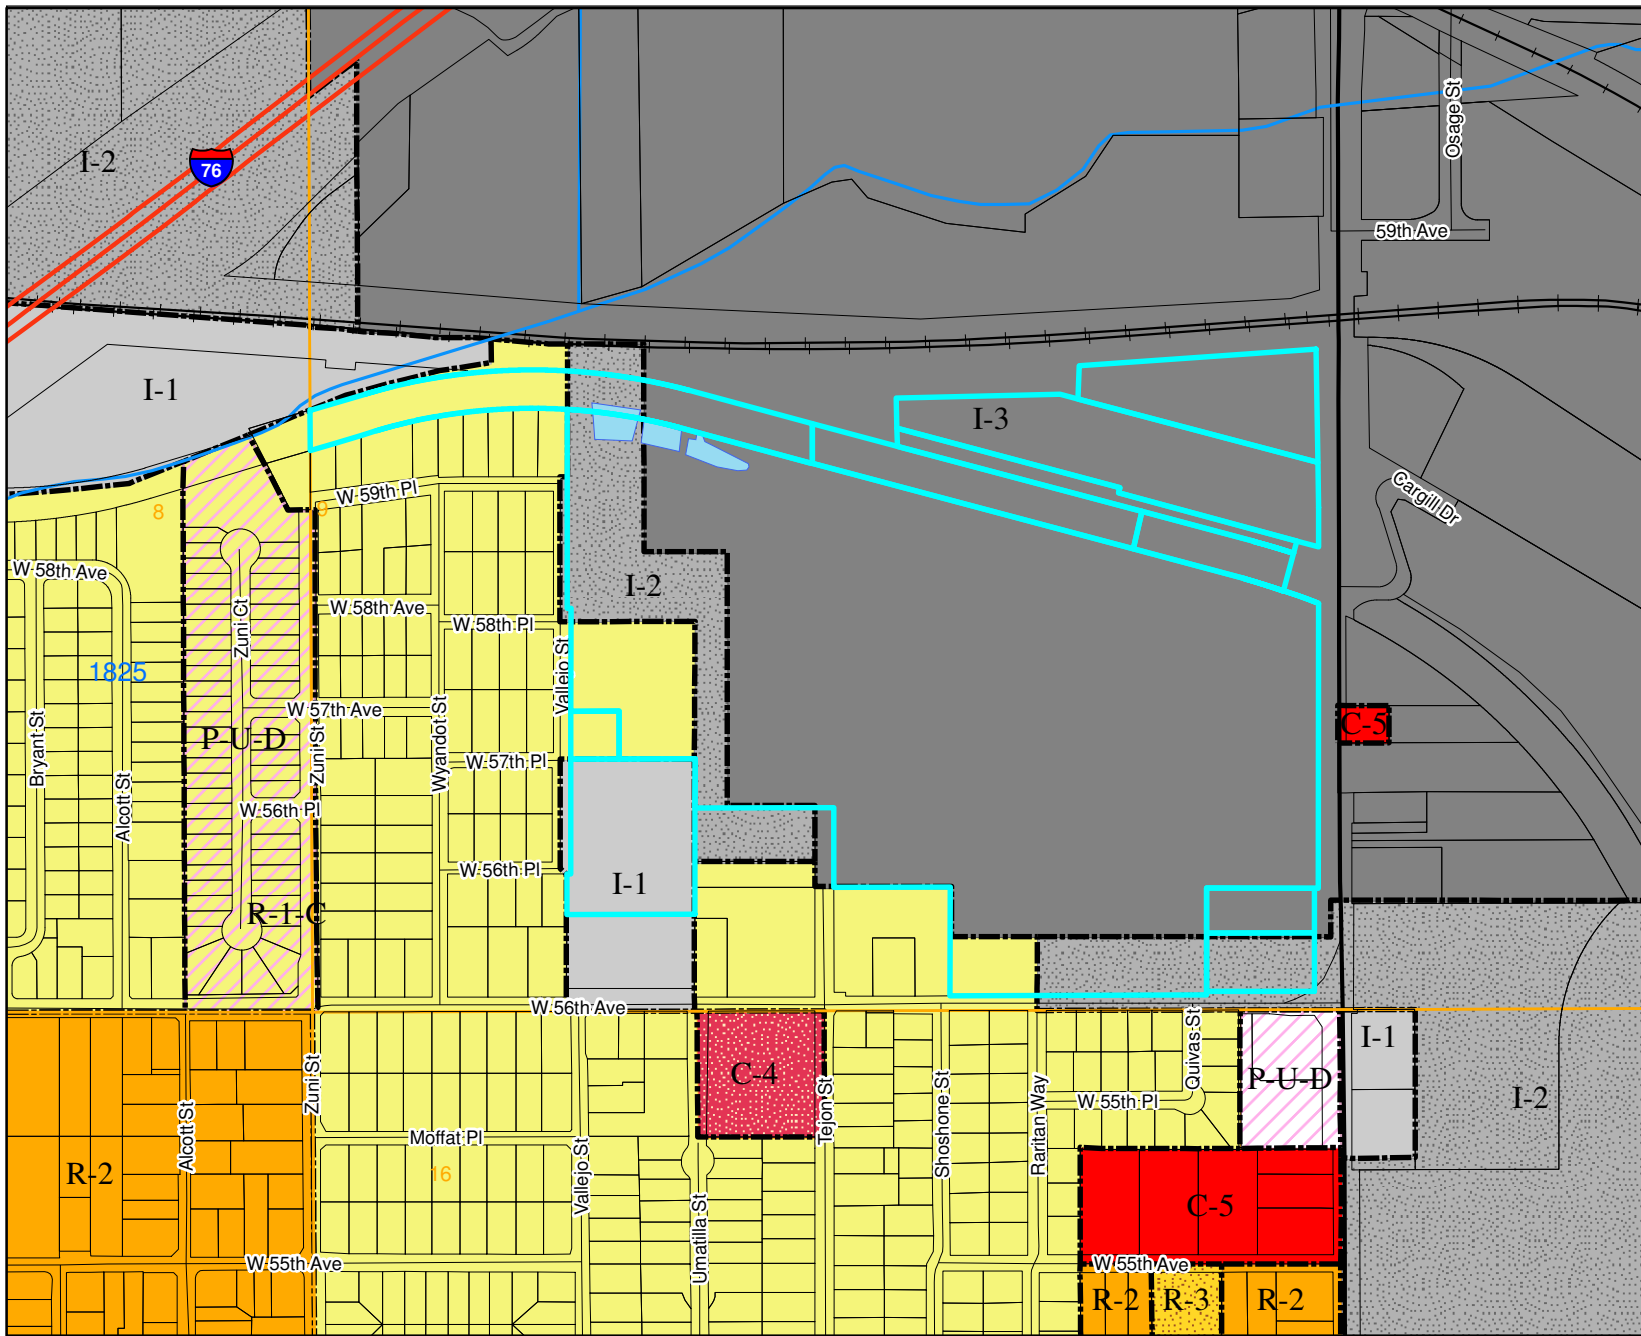 Osage St
I-2
76
59th Ave
I-1
I-3
W 59th Pl
Cargill Dr
8
9
W 58th Ave
I-2
W 58th Ave
W 58th Pl
Zuni Ct
1825
Vallejo St
W 57th Ave
C-5
P-U-D
Bryant St
Zuni St
Wyandot St
W 57th Pl
Alcott St
W 56th Pl
W 56th Pl
I-1
R-1-C
W 56th Ave
I-1
C-4
Quivas St
P-U-D
Zuni St
I-2
Tejon St
Shoshone St
Raritan Way
W 55th Pl
Alcott St
Moffat Pl
R-2
16
Vallejo St
C-5
Umatilla St
W 55th Ave
W 55th Ave
R-2
R-3
R-2